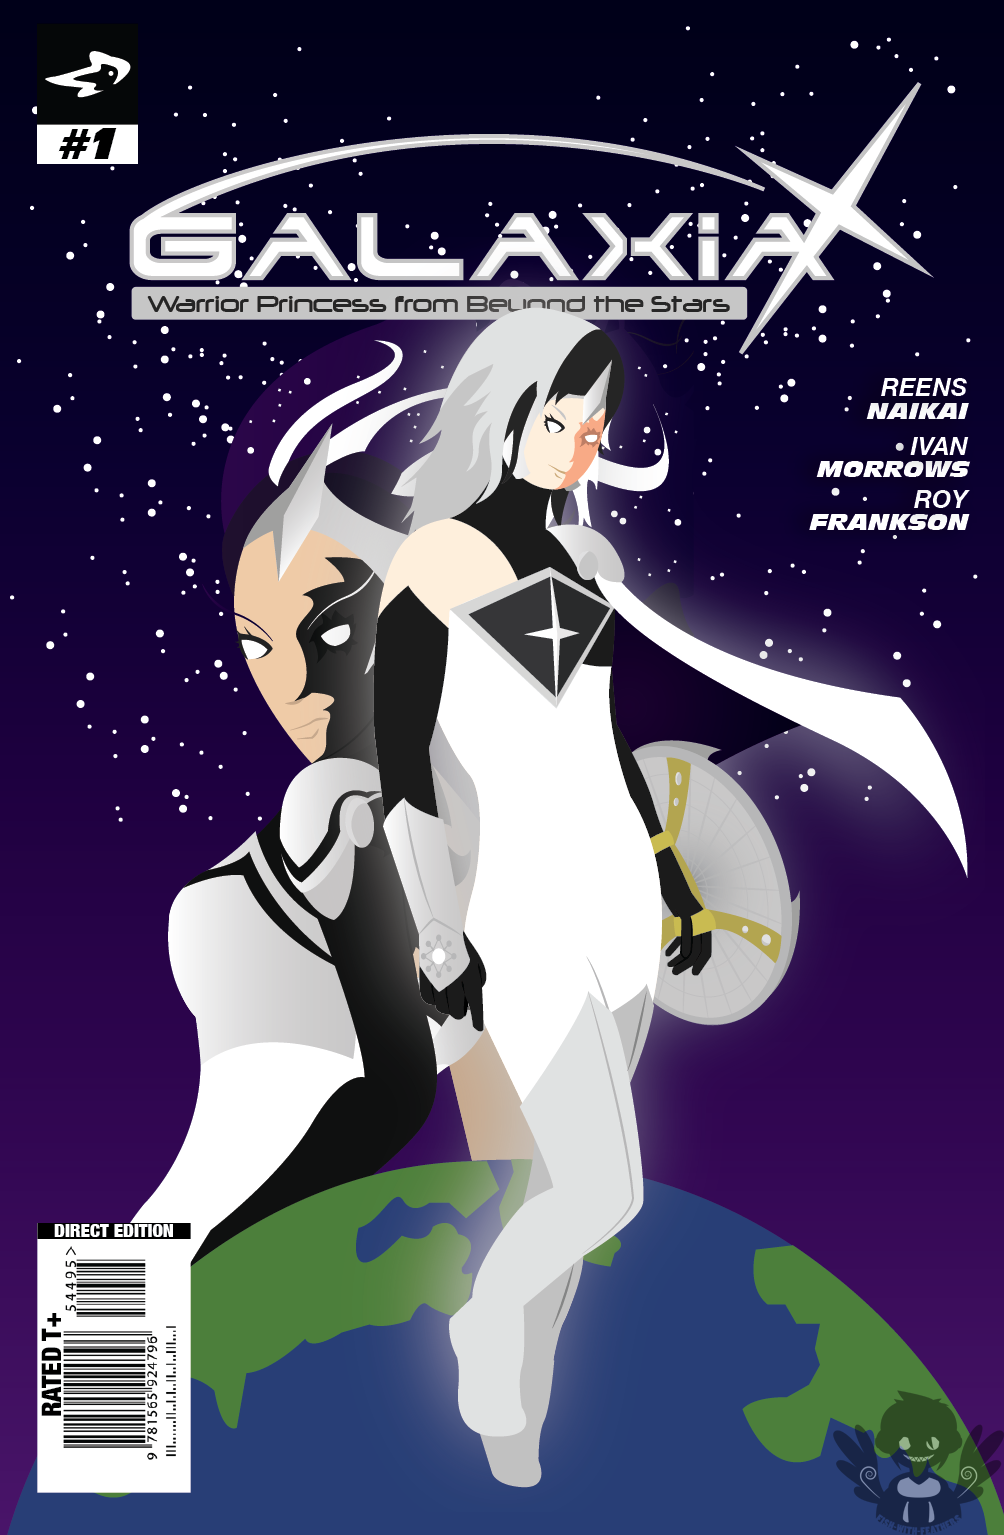 #1
GALAXiA
Warrior Princess from Beyond the Stars
REENS
NAIKAI
• IVAN
MORROWS
ROY
FRANKSON
DIRECT EDITION
54495>
RATED T+
9 781565 924796